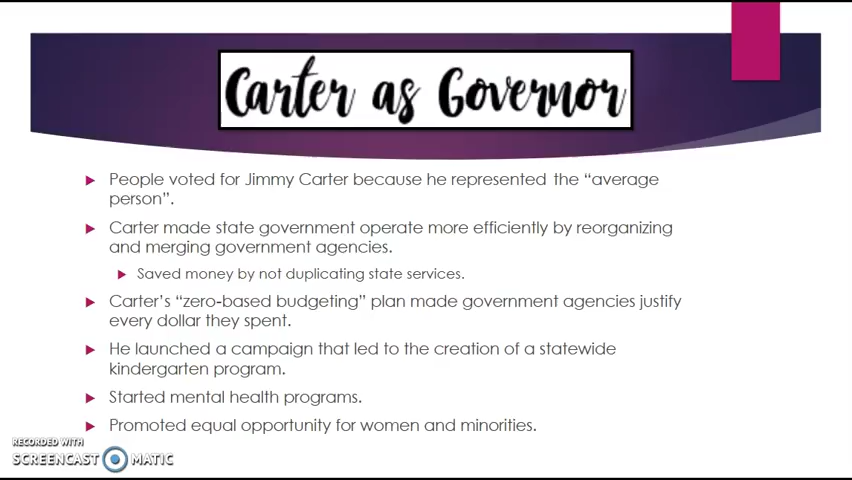 Carter as Governor
People voted for Jimmy Carter because he represented the “average
person”.
Carter made state government operate more efficiently by reorganizing
and merging government agencies.
Saved money by not duplicating state services.
Carter’s “zero-based budgeting” plan made government agencies justify
every dollar they spent.
He launched a campaign that led to the creation of a statewide
kindergarten program.
Started mental health programs.
Promoted equal opportunity for women and minorities.
RECORDED WITH
SCREENCAST MATIC